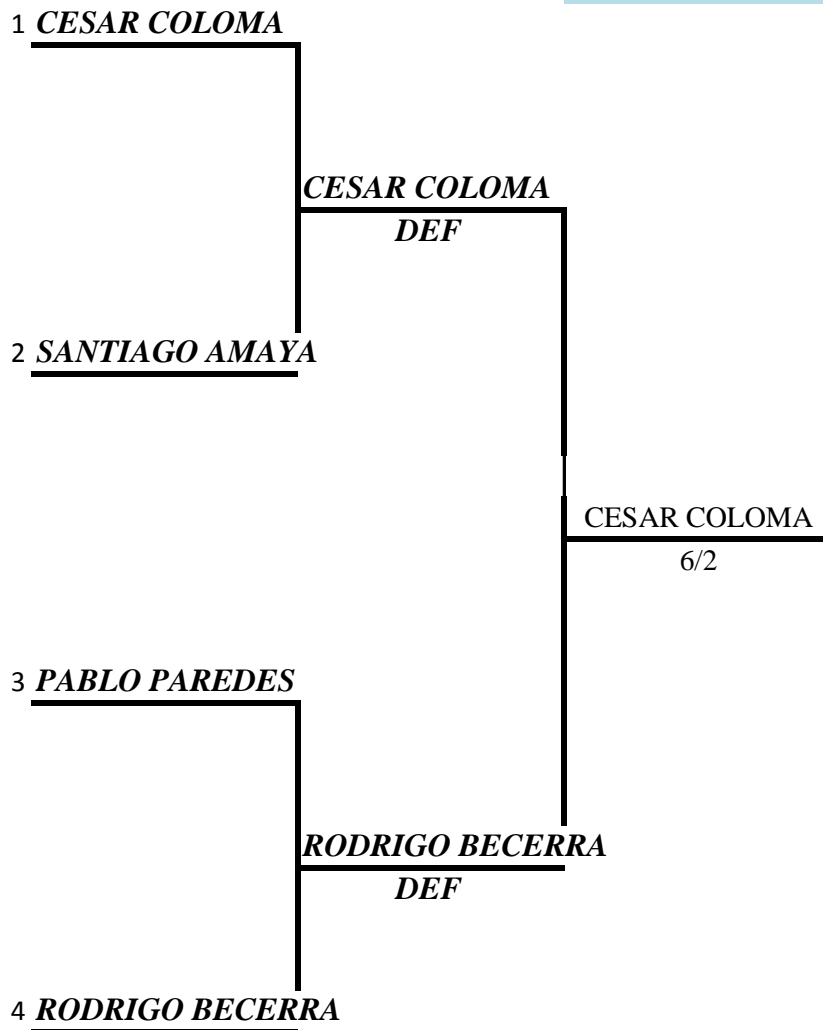 1 CESAR COLOMA
CESAR COLOMA
DEF
2 SANTIAGO AMAYA
CESAR COLOMA
6/2
3 PABLO PAREDES
RODRIGO BECERRA
DEF
4 RODRIGO BECERRA